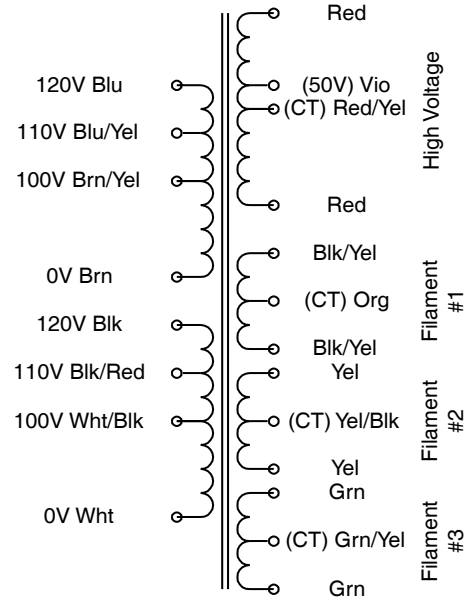 Red
120V Blu
(50V) Vio
(CT) Red/Yel
110V Blu/Yel
100V Brn/Yel
Red
High Voltage
Blk/Yel
0V Brn
(CT) Org
120V Blk
Blk/Yel
Filament
#1
110V Blk/Red
Yel
100V Wht/Blk
(CT) Yel/Blk
Yel
Filament
#2
0V Wht
Grn
(CT) Grn/Yel
Grn
Filament
#3